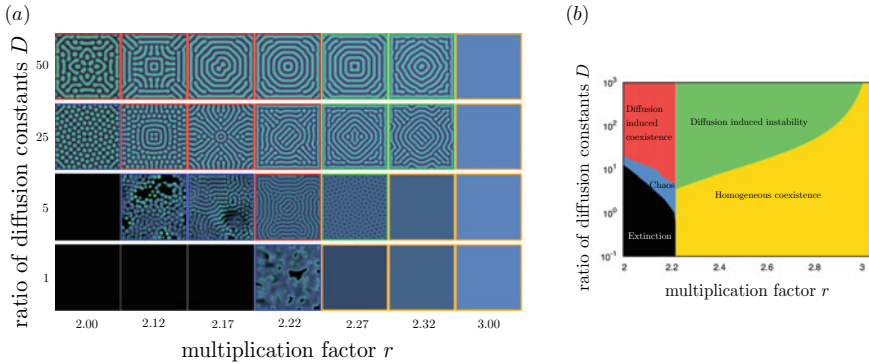 (a)
ratio of diffusion constants D
50
25
5
1
2.00 2.12 2.17 2.22 2.27 2.32 3.00
multiplication factor r
(b)
ratio of diffusion constants D
10³
10²
10¹
10⁰
10⁻¹
Diffusion
induced
coexistence
Diffusion induced instability
Chaos
Homogeneous coexistence
Extinction
2 2.2 2.4 2.6 2.8 3
multiplication factor r